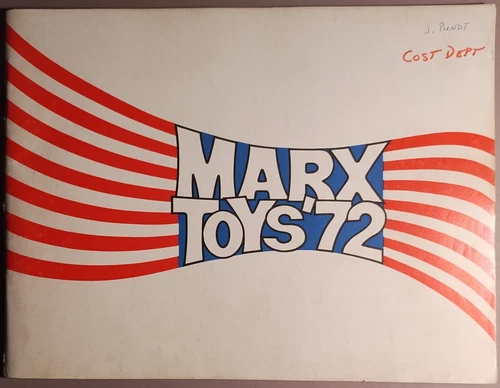 J. PUNDT
COST DEPT
MARX
TOYS '72